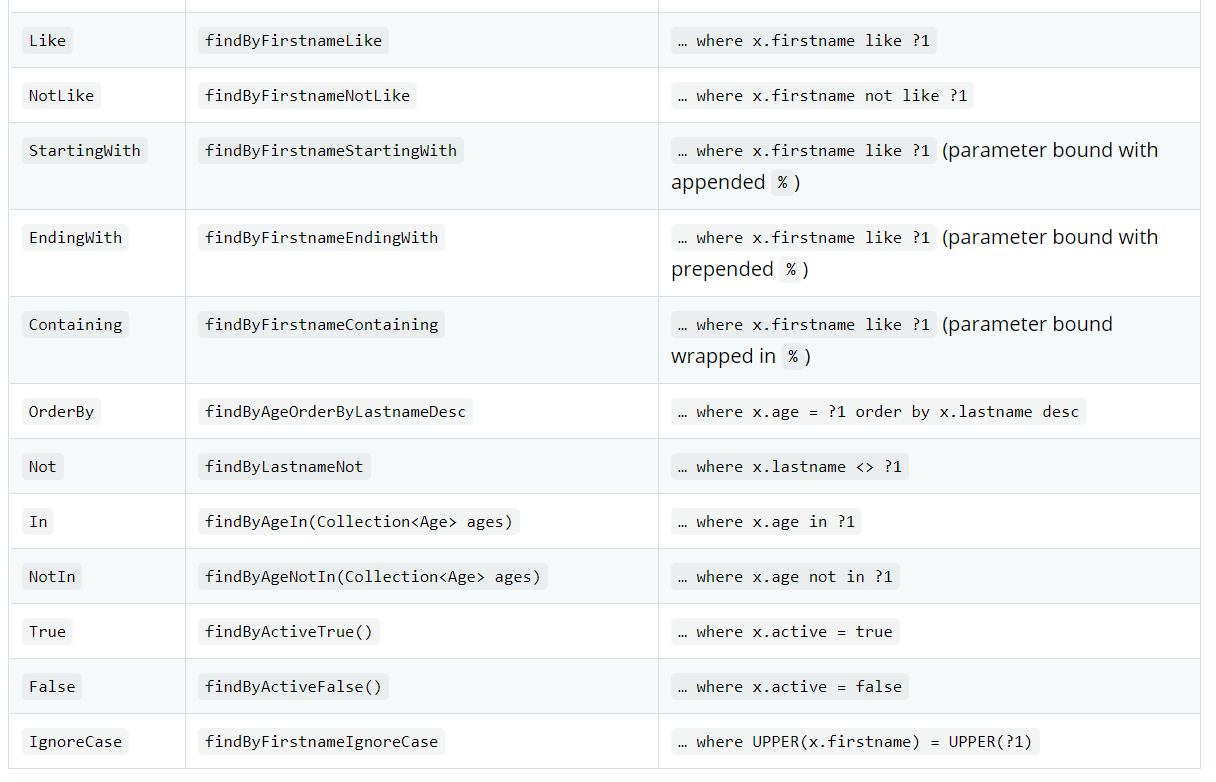 Like findByFirstnameLike … where x.firstname like ?1
NotLike findByFirstnameNotLike … where x.firstname not like ?1
StartingWith findByFirstnameStartingWith … where x.firstname like ?1 (parameter bound with
appended % )
EndingWith findByFirstnameEndingWith … where x.firstname like ?1 (parameter bound with
prepended % )
Containing findByFirstnameContaining … where x.firstname like ?1 (parameter bound
wrapped in % )
OrderBy findByAgeOrderByLastnameDesc … where x.age = ?1 order by x.lastname desc
Not findByLastnameNot … where x.lastname <> ?1
In findByAgeIn(Collection<Age> ages) … where x.age in ?1
NotIn findByAgeNotIn(Collection<Age> ages) … where x.age not in ?1
True findByActiveTrue() … where x.active = true
False findByActiveFalse() … where x.active = false
IgnoreCase findByFirstnameIgnoreCase … where UPPER(x.firstname) = UPPER(?1)